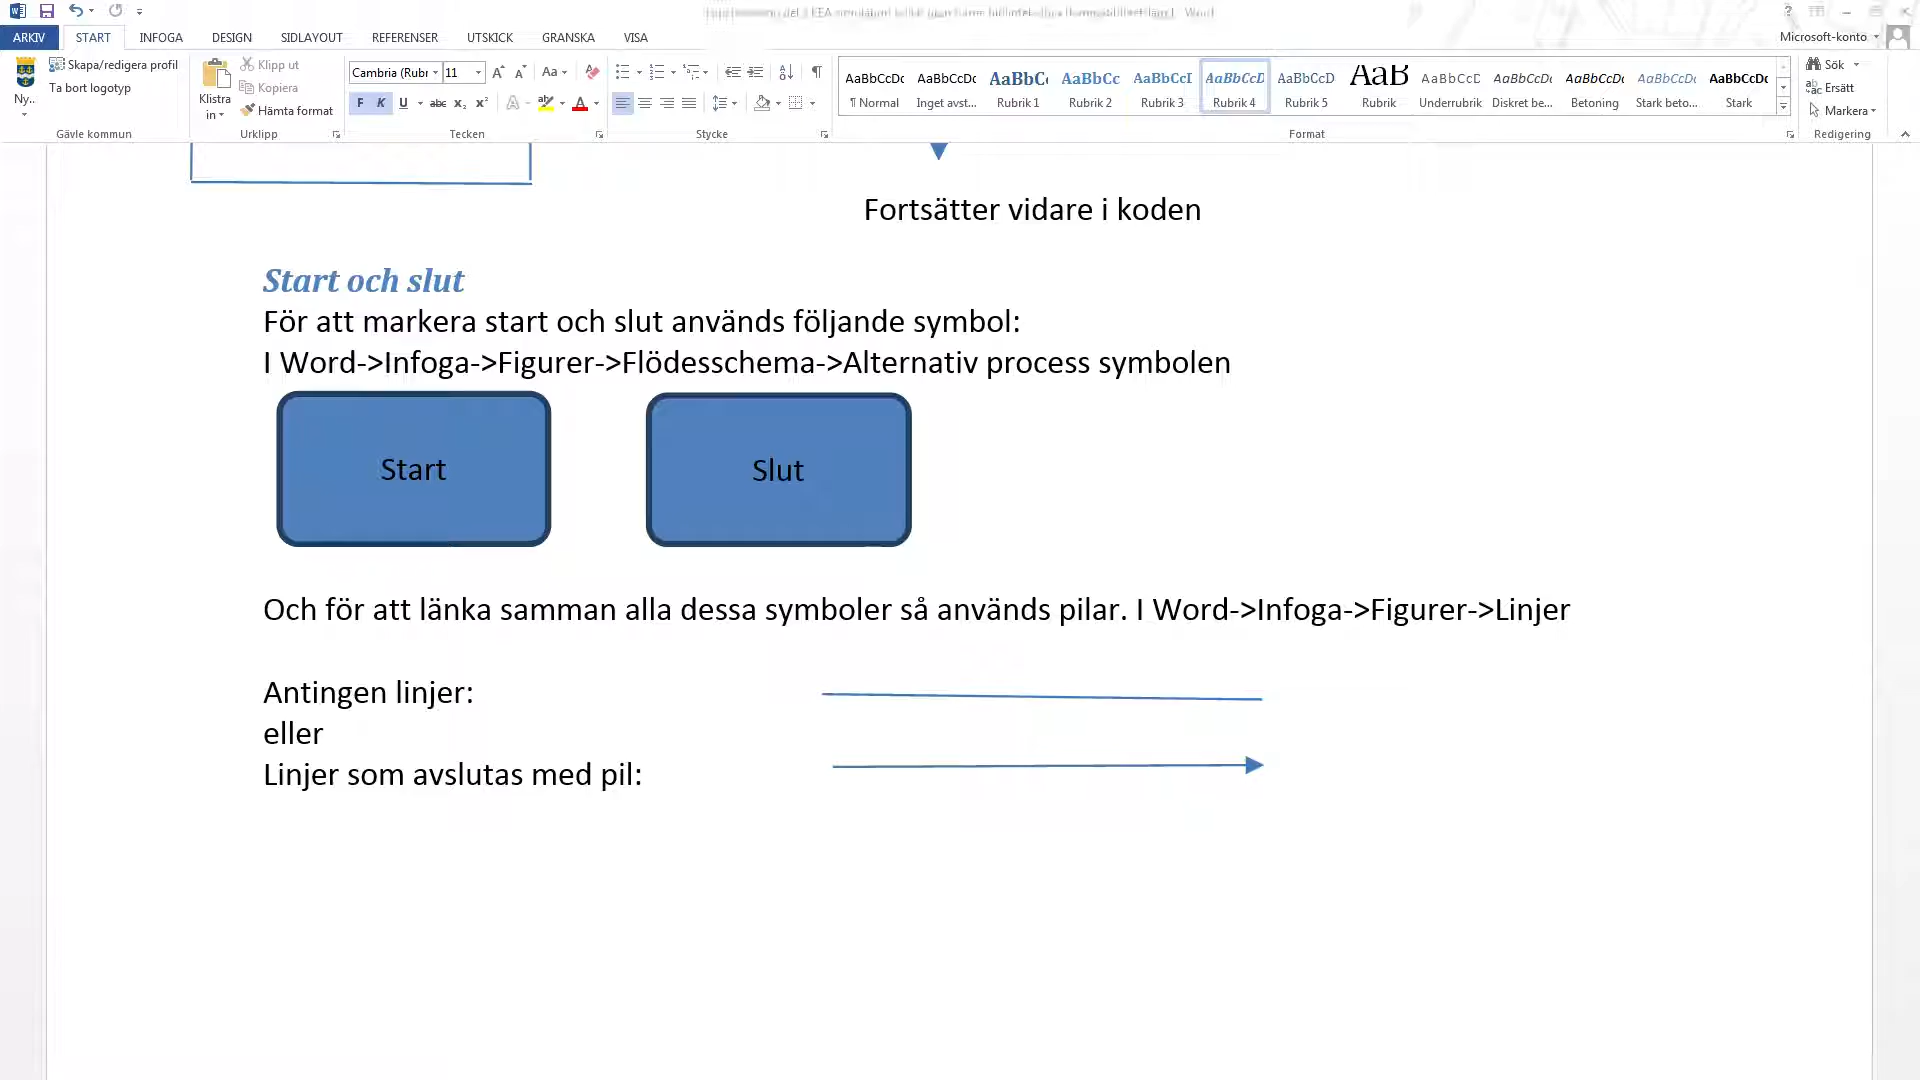 ARKIV START INFOGA DESIGN SIDLAYOUT REFERENSER UTSKICK GRANSKA VISA
Microsoft-konto
Ny..
Skapa/redigera profil
Ta bort logotyp
Gävle kommun
Klistra
in
Klipp ut
Kopiera
Hämta format
Urklipp
Cambria (Rubr 11
Aa
F K U abc x₂ x² A A
Tecken
Stycke
AaBbCcDc AaBbCcDc AaBbC AaBbCc AaBbCcD AaBbCcD AaBbCcD AaB AaBbCcD AaBbCcDc AaBbCcDc AaBbCcDc AaBbCcDc
¶ Normal Inget avst... Rubrik 1 Rubrik 2 Rubrik 3 Rubrik 4 Rubrik 5 Rubrik Underrubrik Diskret be... Betoning Stark beto... Stark
Format
Sök
Ersätt
Markera
Redigering
Fortsätter vidare i koden
Start och slut
För att markera start och slut används följande symbol:
I Word->Infoga->Figurer->Flödesschema->Alternativ process symbolen
Start
Slut
Och för att länka samman alla dessa symboler så används pilar. I Word->Infoga->Figurer->Linjer
Antingen linjer:
eller
Linjer som avslutas med pil: